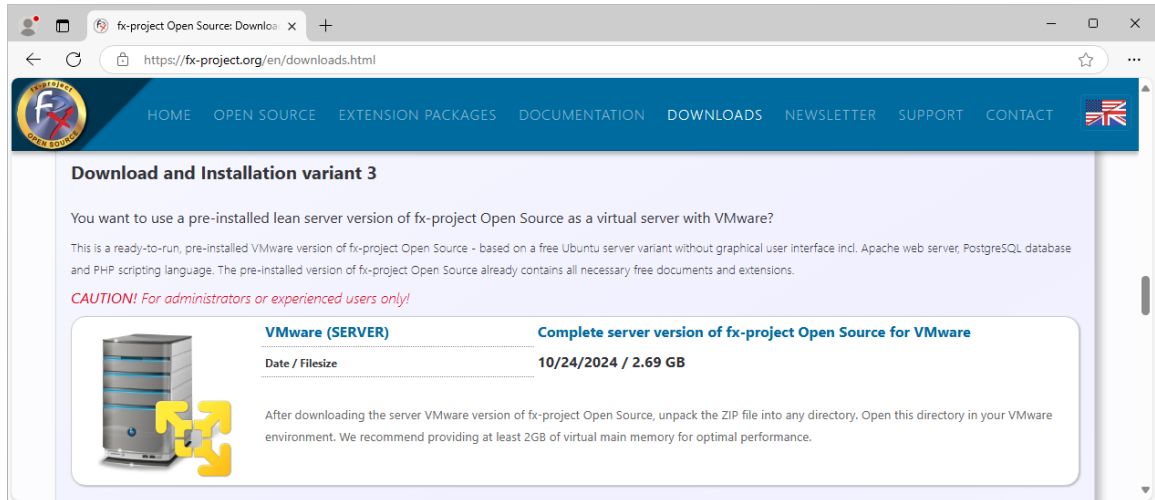 fx-project Open Source: Downloa
https://fx-project.org/en/downloads.html
fx-project
Fx
OPEN SOURCE
HOME OPEN SOURCE EXTENSION PACKAGES DOCUMENTATION DOWNLOADS NEWSLETTER SUPPORT CONTACT
Download and Installation variant 3
You want to use a pre-installed lean server version of fx-project Open Source as a virtual server with VMware?
This is a ready-to-run, pre-installed VMware version of fx-project Open Source - based on a free Ubuntu server variant without graphical user interface incl. Apache web server, PostgreSQL database
and PHP scripting language. The pre-installed version of fx-project Open Source already contains all necessary free documents and extensions.
CAUTION! For administrators or experienced users only!
VMware (SERVER) Complete server version of fx-project Open Source for VMware
Date / Filesize 10/24/2024 / 2.69 GB
After downloading the server VMware version of fx-project Open Source, unpack the ZIP file into any directory. Open this directory in your VMware
environment. We recommend providing at least 2GB of virtual main memory for optimal performance.